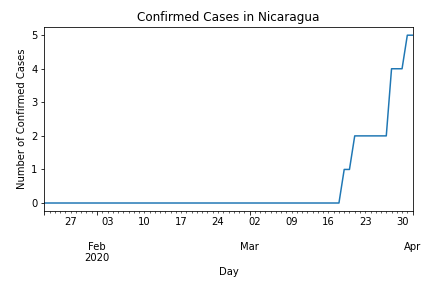 Confirmed Cases in Nicaragua
Number of Confirmed Cases
5
4
3
2
1
0
27 03 10 17 24 02 09 16 23 30
Feb Mar Apr
2020
Day